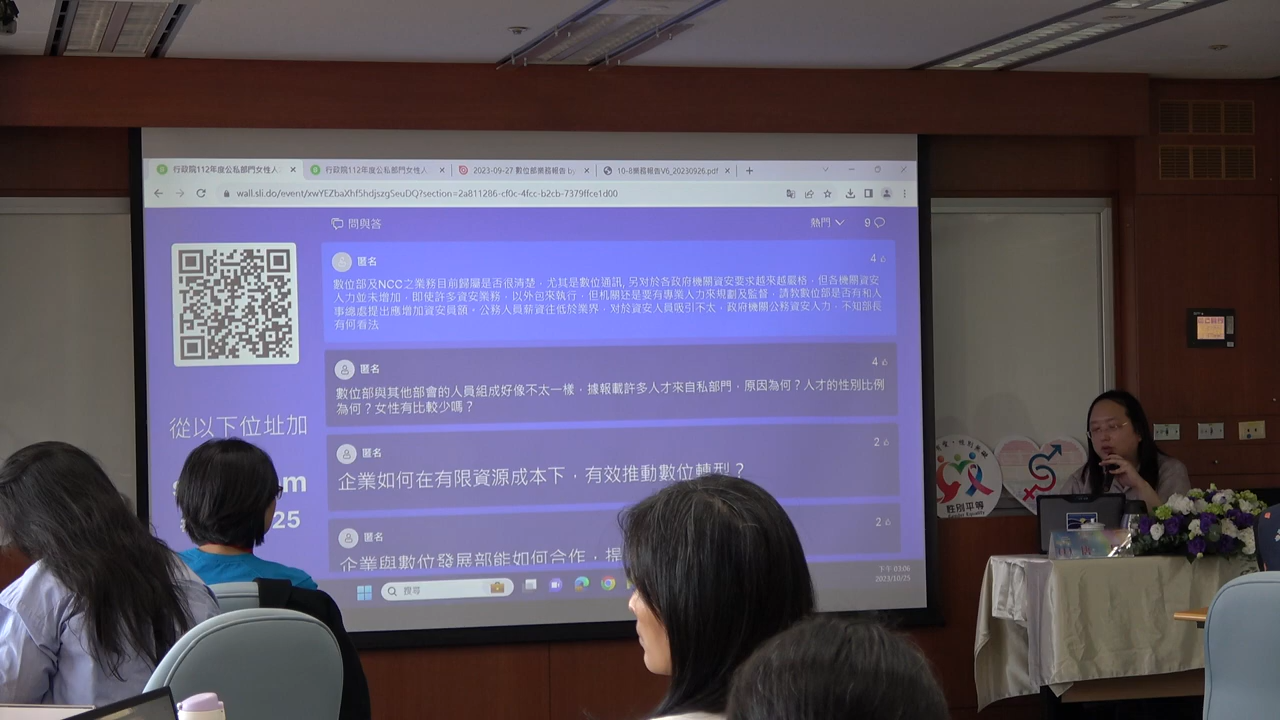 行政院112年度公私部門女性人
行政院112年度公私部門女性人
2023-09-27 數位部業務報告 by
10-8業務報告V6_20230926.pdf
wall.sli.do/event/xwYEZbaXhf5hdjszgSeuDQ?section=2a811286-cf0c-4fcc-b2cb-7379ffce1d00
問與答
熱門
9
匿名
4
數位部及NCC之業務目前歸屬是否很清楚，尤其是數位通訊, 另對於各政府機關資安要求越來越嚴格，但各機關資安
人力並未增加，即使許多資安業務，以外包來執行，但机關还是要有專業人力來規劃及監督，請教數位部是否有和人
事總處提出應增加資安員額。公務人員薪資往低於業界，對於資安人員吸引不太，政府機關公務資安人力，不知部長
有何看法
匿名
4
數位部與其他部會的人員組成好像不太一樣，據報載許多人才來自私部門，原因為何？人才的性別比例
為何？女性有比較少嗎？
匿名
2
企業如何在有限資源成本下，有效推動數位轉型？
匿名
2
企業與數位發展部能如何合作，提
從以下位址加
m
25
搜尋
下午 03:06
2023/10/25
性別平等
Gender Equality